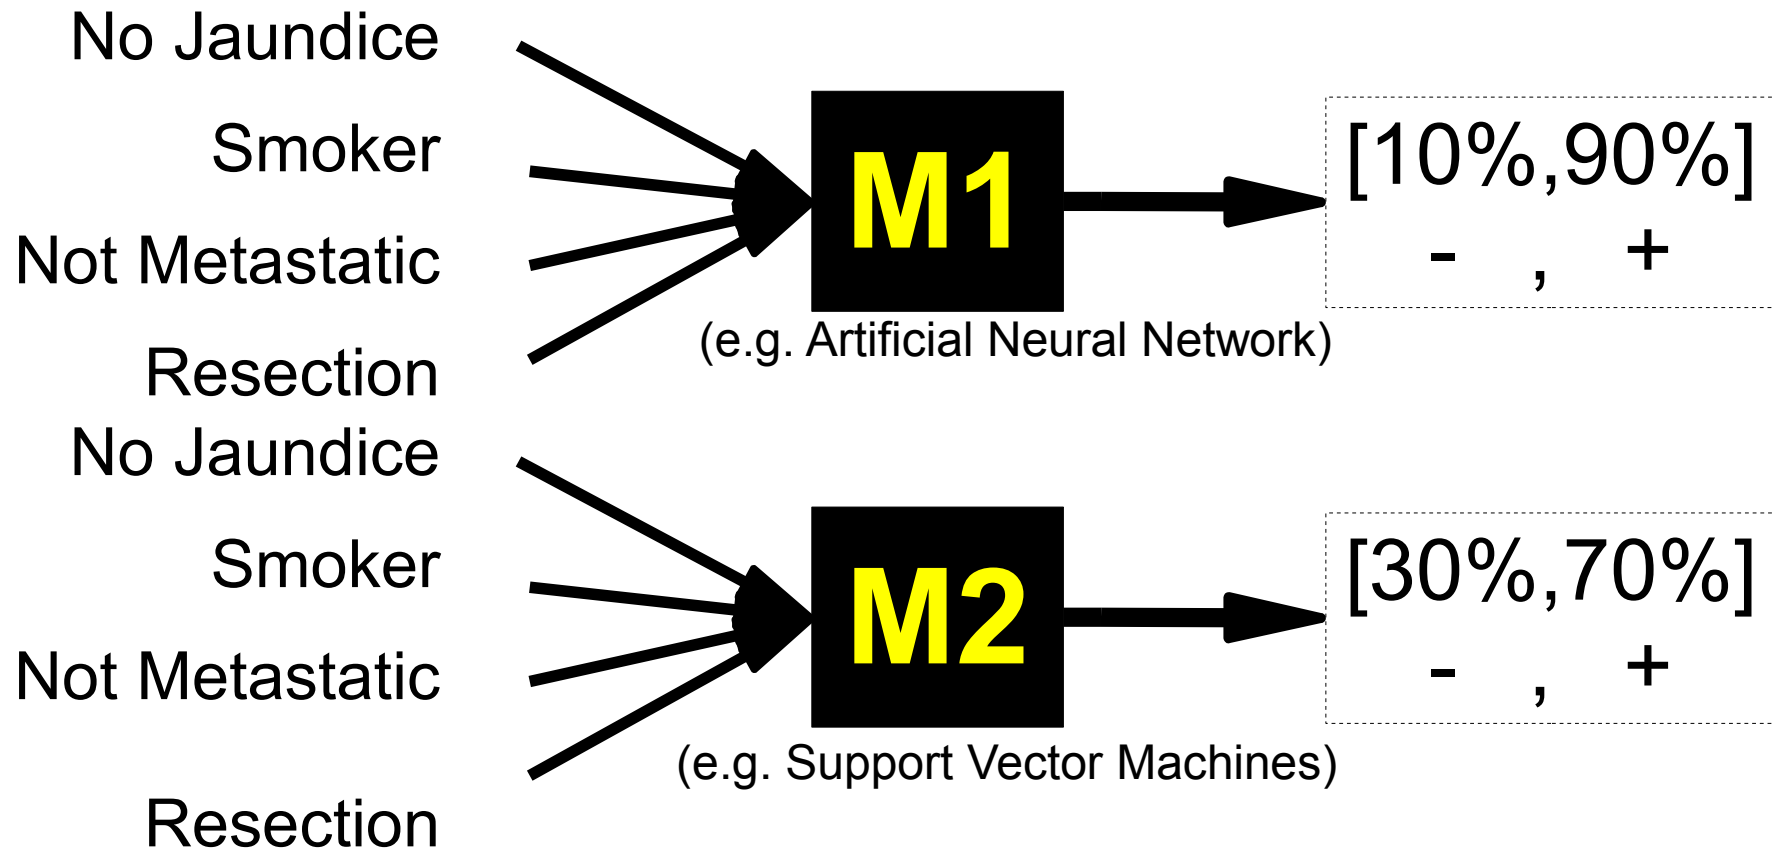 No Jaundice
Smoker
Not Metastatic
Resection
M1
(e.g. Artificial Neural Network)
[10%,90%]
- , +
No Jaundice
Smoker
Not Metastatic
Resection
M2
(e.g. Support Vector Machines)
[30%,70%]
- , +